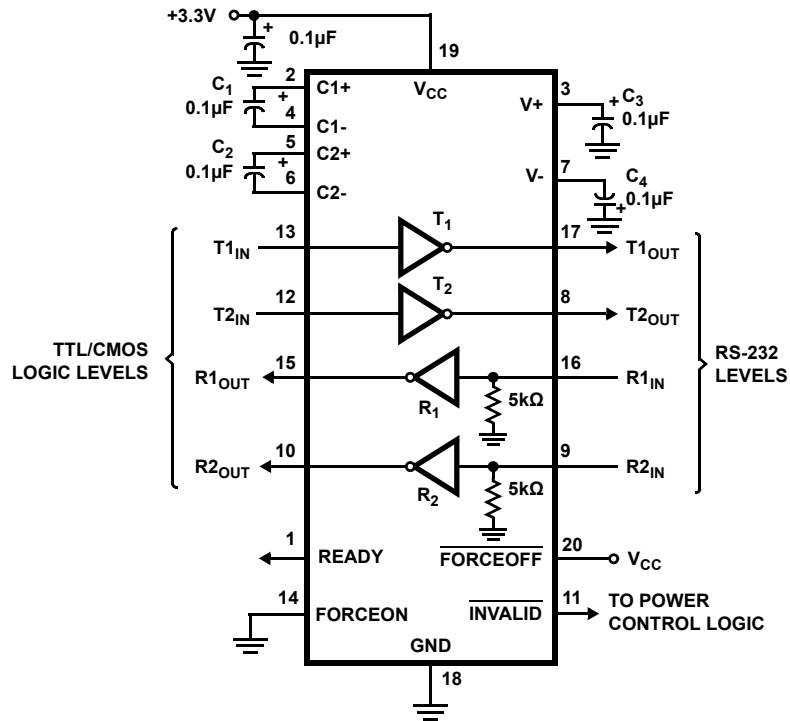 +3.3V
0.1µF
19
VCC
2
C1
0.1µF
C1+
4
C1-
5
C2
0.1µF
C2+
6
C2-
3
V+
C3
0.1µF
7
V-
C4
0.1µF
T1
13
17
T1IN
T1OUT
T2
12
8
T2IN
T2OUT
TTL/CMOS
LOGIC LEVELS
RS-232
LEVELS
15
16
R1OUT
R1IN
R1
5kΩ
10
9
R2OUT
R2IN
R2
5kΩ
1
READY
FORCEOFF
20
VCC
14
FORCEON
INVALID
11
TO POWER
CONTROL LOGIC
GND
18